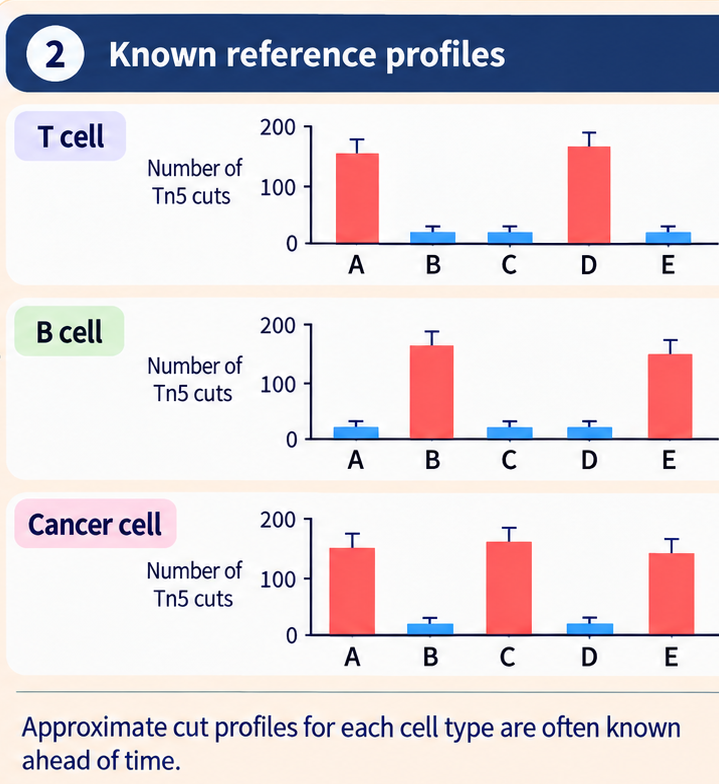 2 Known reference profiles
T cell
Number of
Tn5 cuts
200
100
0
A B C D E
B cell
Number of
Tn5 cuts
200
100
0
A B C D E
Cancer cell
Number of
Tn5 cuts
200
100
0
A B C D E
Approximate cut profiles for each cell type are often known
ahead of time.